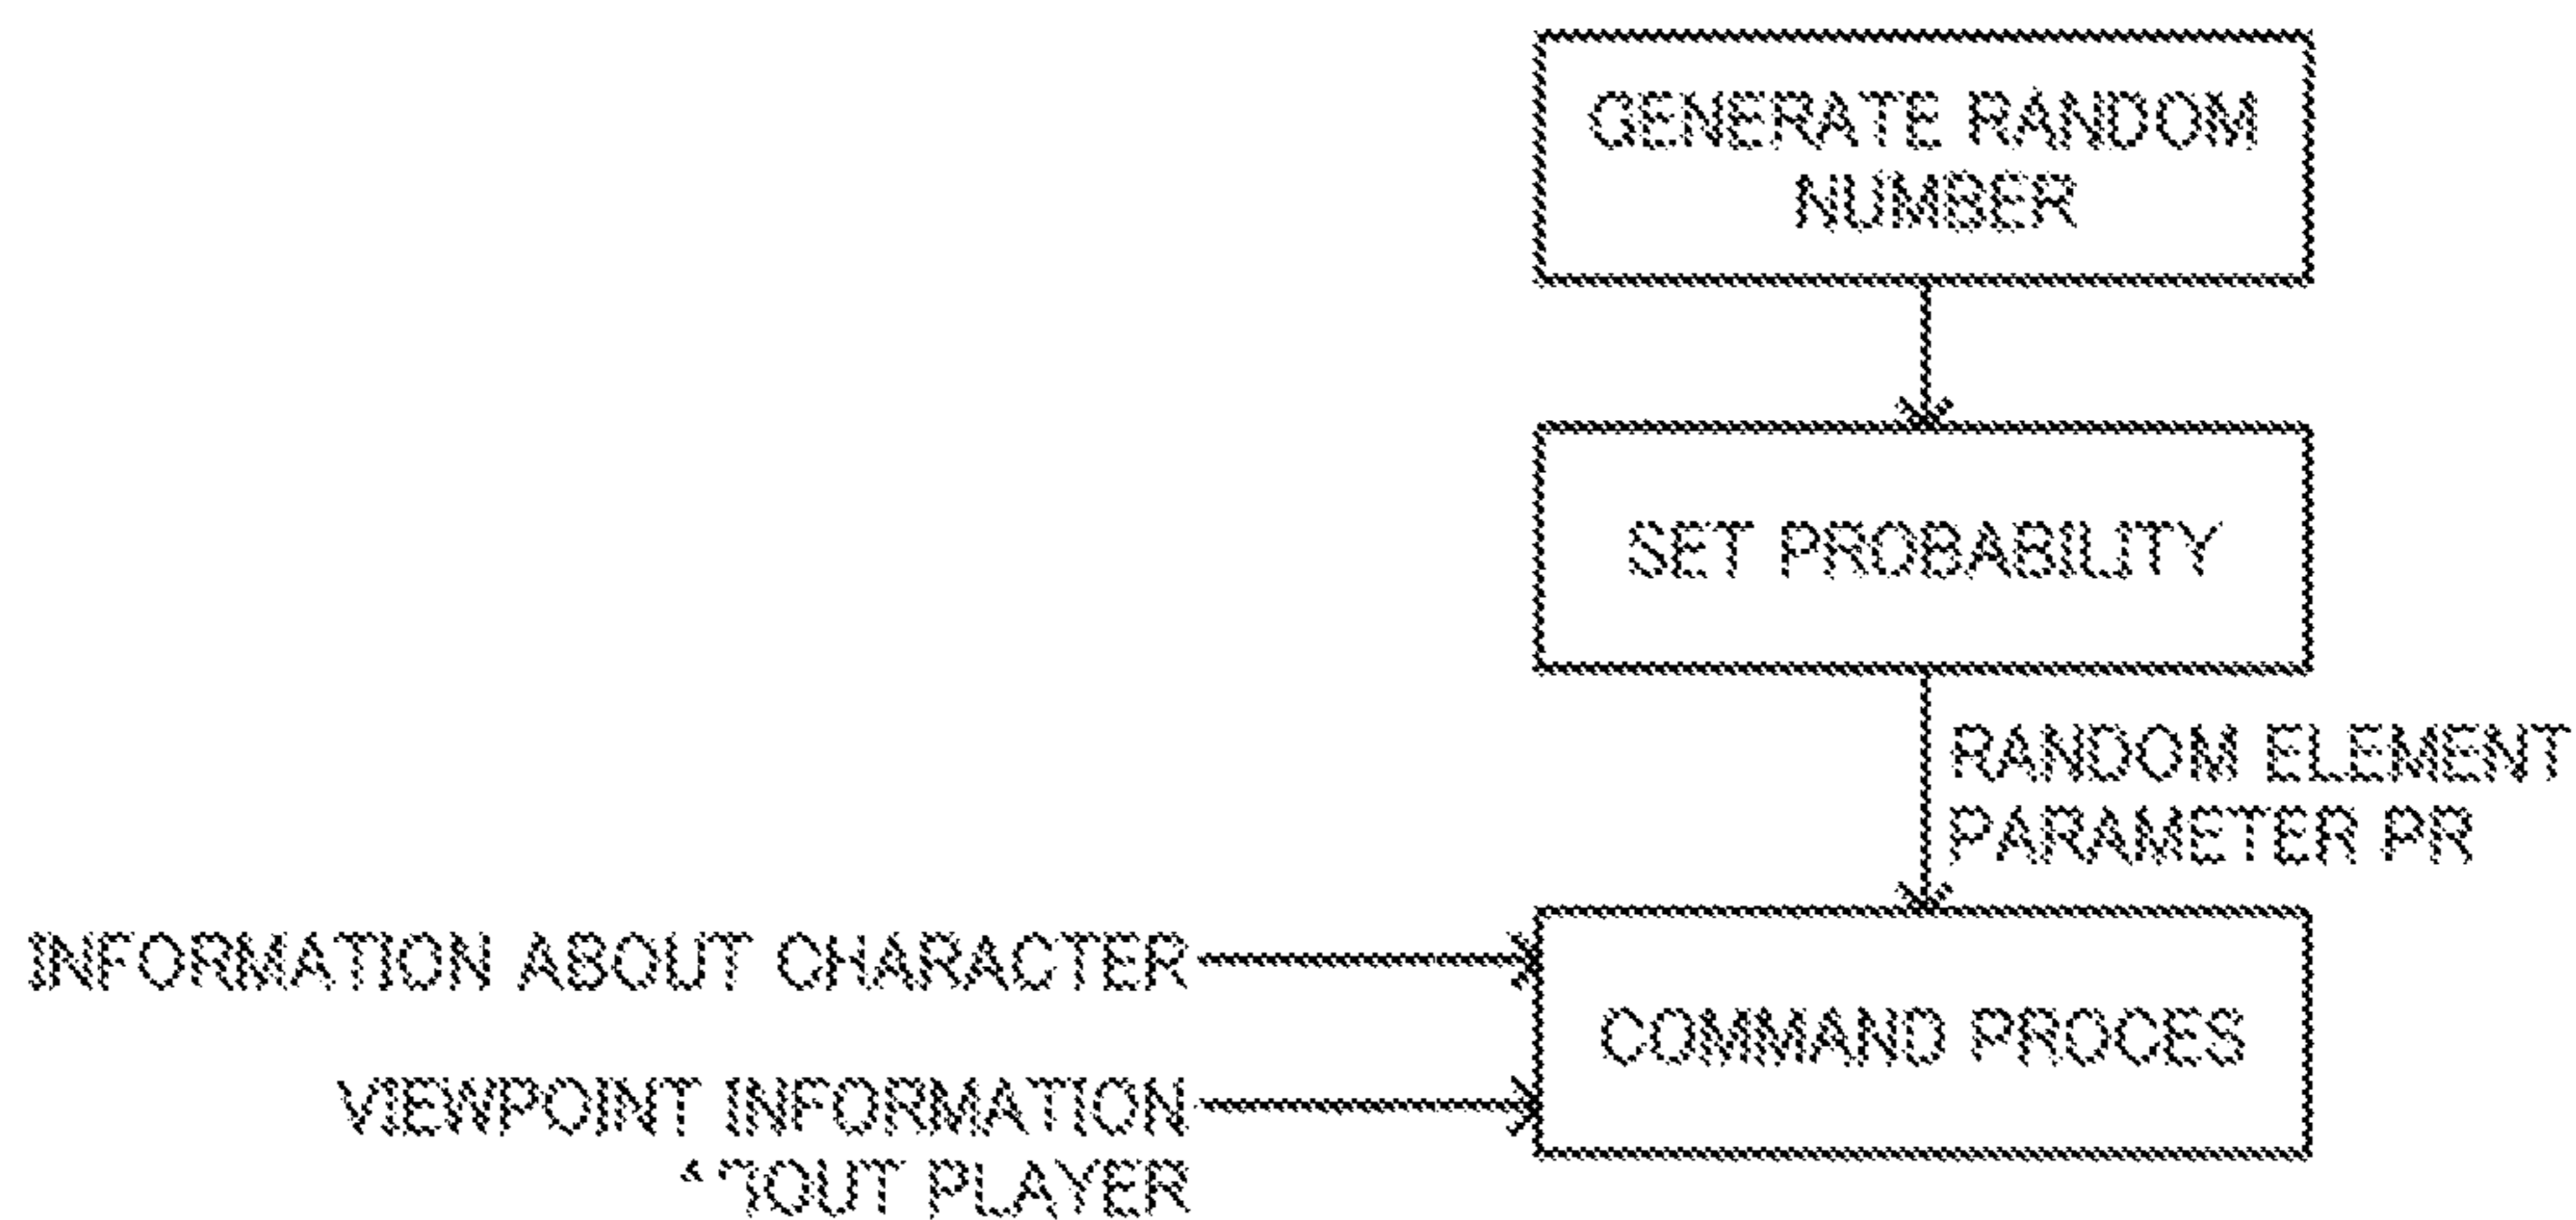 GENERATE RANDOM
NUMBER
SET PROBABILITY
RANDOM ELEMENT
PARAMETER PR
INFORMATION ABOUT CHARACTER
COMMAND PROCES
VIEWPOINT INFORMATION
PLAYER